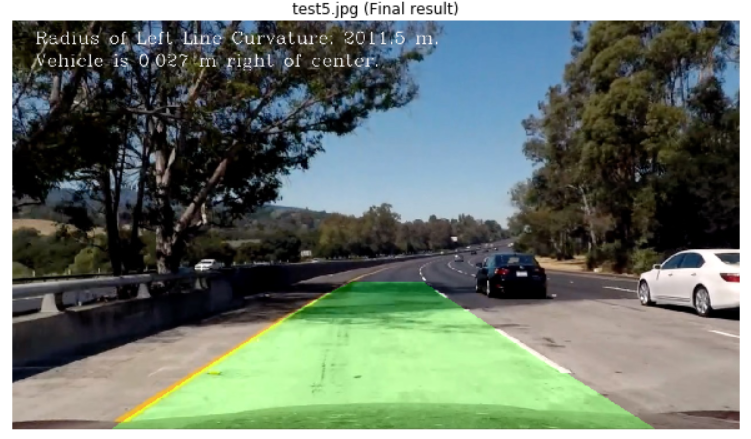 test5.jpg (Final result)
Radius of Left Line Curvature: 2011.5 m.
Vehicle is 0.027 m right of center.